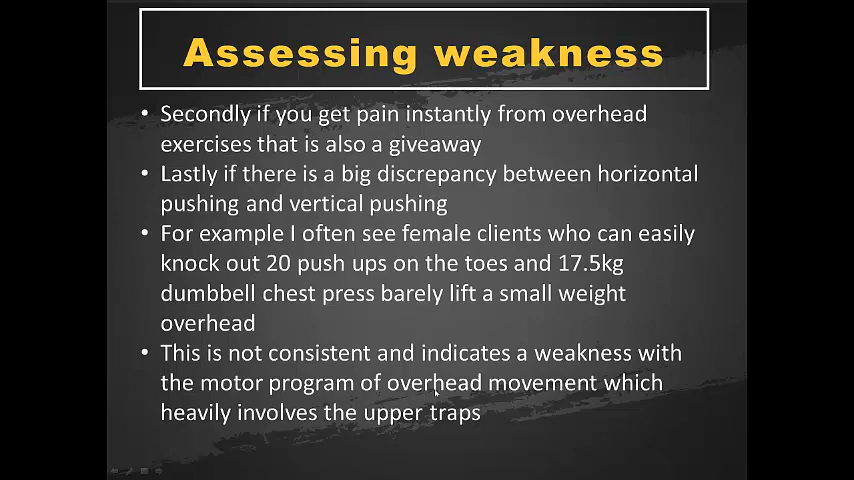 Assessing weakness
• Secondly if you get pain instantly from overhead
exercises that is also a giveaway
• Lastly if there is a big discrepancy between horizontal
pushing and vertical pushing
• For example I often see female clients who can easily
knock out 20 push ups on the toes and 17.5kg
dumbbell chest press barely lift a small weight
overhead
• This is not consistent and indicates a weakness with
the motor program of overhead movement which
heavily involves the upper traps